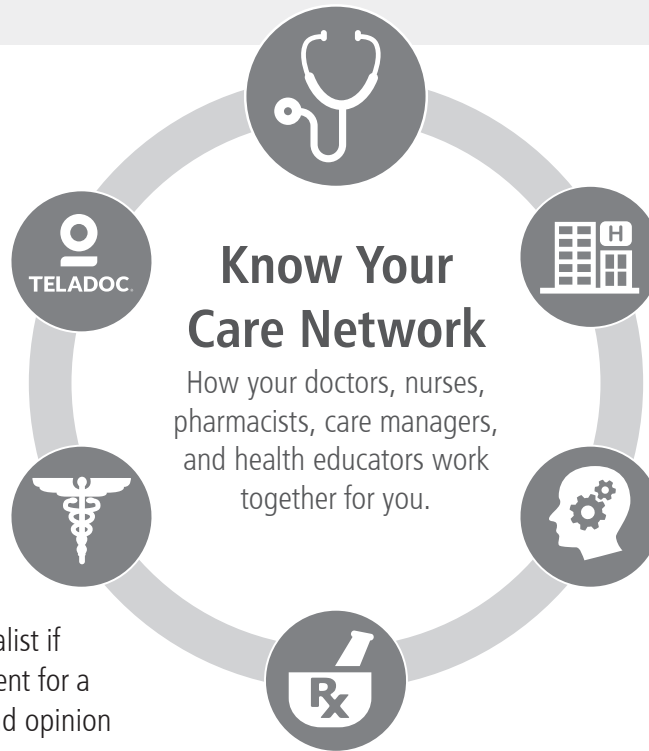 H
TELADOC.
Know Your
Care Network
How your doctors, nurses,
pharmacists, care managers,
and health educators work
together for you.
alist if
ent for a
d opinion
Rx